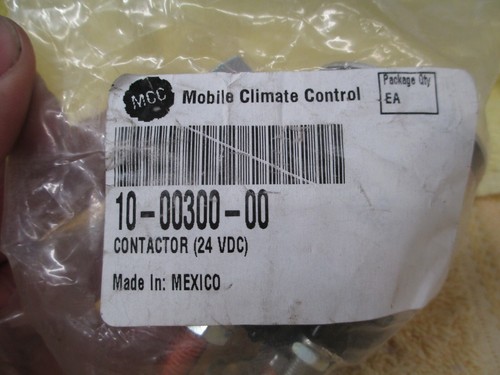 MCC Mobile Climate Control
Package Qty
EA
10-00300-00
CONTACTOR (24 VDC)
Made In: MEXICO